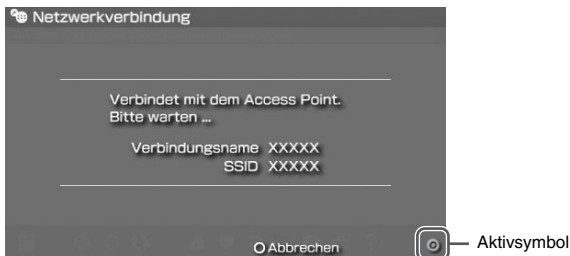 Netzwerkverbindung
Verbindet mit dem Access Point.
Bitte warten ...
Verbindungsname XXXXX
SSID XXXXX
Abbrechen
Aktivsymbol